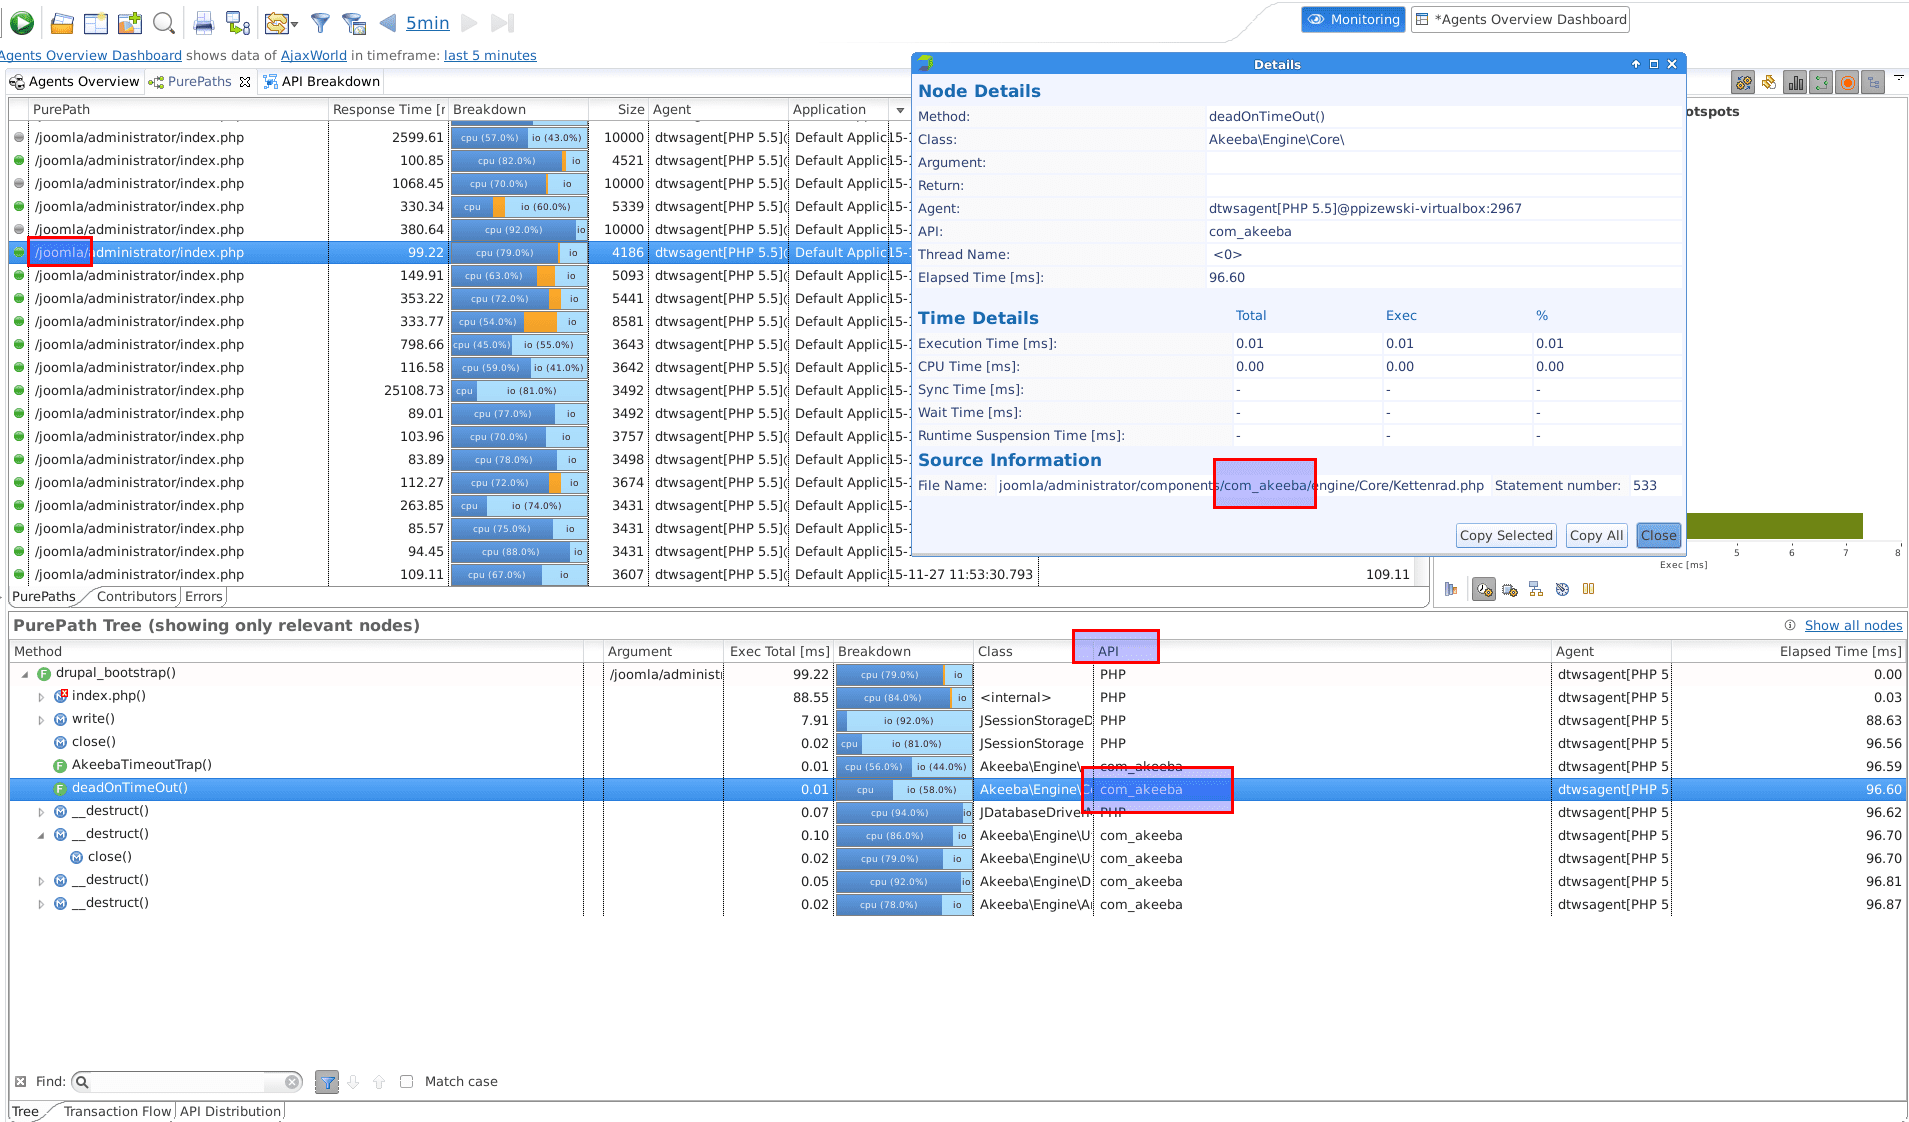 5min
Monitoring
*Agents Overview Dashboard
Agents Overview Dashboard shows data of AjaxWorld in timeframe: last 5 minutes
Agents Overview PurePaths API Breakdown
PurePath Response Time [ Breakdown Size Agent Application
/joomla/administrator/index.php 2599.61 cpu (57.0%) io (43.0%) 10000 dtwsagent[PHP 5.5]( Default Applic 15-1
/joomla/administrator/index.php 100.85 cpu (82.0%) io 4521 dtwsagent[PHP 5.5]( Default Applic 15-1
/joomla/administrator/index.php 1068.45 cpu (70.0%) io 10000 dtwsagent[PHP 5.5]( Default Applic 15-1
/joomla/administrator/index.php 330.34 cpu io (60.0%) 5339 dtwsagent[PHP 5.5]( Default Applic 15-1
/joomla/administrator/index.php 380.64 cpu (92.0%) io 10000 dtwsagent[PHP 5.5]( Default Applic 15-1
/joomla/administrator/index.php 99.22 cpu (79.0%) io 4186 dtwsagent[PHP 5.5]( Default Applic 15-1
/joomla/administrator/index.php 149.91 cpu (63.0%) io 5093 dtwsagent[PHP 5.5]( Default Applic 15-1
/joomla/administrator/index.php 353.22 cpu (72.0%) io 5441 dtwsagent[PHP 5.5]( Default Applic 15-1
/joomla/administrator/index.php 333.77 cpu (54.0%) io 8581 dtwsagent[PHP 5.5]( Default Applic 15-1
/joomla/administrator/index.php 798.66 cpu (45.0%) io (55.0%) 3643 dtwsagent[PHP 5.5]( Default Applic 15-1
/joomla/administrator/index.php 116.58 cpu (59.0%) io (41.0%) 3642 dtwsagent[PHP 5.5]( Default Applic 15-1
/joomla/administrator/index.php 25108.73 cpu io (81.0%) 3492 dtwsagent[PHP 5.5]( Default Applic 15-1
/joomla/administrator/index.php 89.01 cpu (77.0%) io 3492 dtwsagent[PHP 5.5]( Default Applic 15-1
/joomla/administrator/index.php 103.96 cpu (70.0%) io 3757 dtwsagent[PHP 5.5]( Default Applic 15-1
/joomla/administrator/index.php 83.89 cpu (78.0%) io 3498 dtwsagent[PHP 5.5]( Default Applic 15-1
/joomla/administrator/index.php 112.27 cpu (72.0%) io 3674 dtwsagent[PHP 5.5]( Default Applic 15-1
/joomla/administrator/index.php 263.85 cpu io (74.0%) 3431 dtwsagent[PHP 5.5]( Default Applic 15-1
/joomla/administrator/index.php 85.57 cpu (75.0%) io 3431 dtwsagent[PHP 5.5]( Default Applic 15-1
/joomla/administrator/index.php 94.45 cpu (88.0%) io 3431 dtwsagent[PHP 5.5]( Default Applic 15-1
/joomla/administrator/index.php 109.11 cpu (67.0%) io 3607 dtwsagent[PHP 5.5]( Default Applic 15-11-27 11:53:30.793 109.11
PurePaths Contributors Errors
Details
Node Details
Method: deadOnTimeOut()
Class: Akeeba\Engine\Core\
Argument:
Return:
Agent: dtwsagent[PHP 5.5]@ppizewski-virtualbox:2967
API: com_akeeba
Thread Name: <0>
Elapsed Time [ms]: 96.60
Time Details Total Exec %
Execution Time [ms]: 0.01 0.01 0.01
CPU Time [ms]: 0.00 0.00 0.00
Sync Time [ms]: - - -
Wait Time [ms]: - - -
Runtime Suspension Time [ms]: - - -
Source Information
File Name: joomla/administrator/components/com_akeeba/engine/Core/Kettenrad.php Statement number: 533
Copy Selected Copy All Close
otspots
5 6 7 8
Exec [ms]
PurePath Tree (showing only relevant nodes) Show all nodes
Method Argument Exec Total [ms] Breakdown Class API Agent Elapsed Time [ms]
drupal_bootstrap() /joomla/administ 99.22 cpu (79.0%) io PHP dtwsagent[PHP 5 0.00
index.php() 88.55 cpu (84.0%) io <internal> PHP dtwsagent[PHP 5 0.03
write() 7.91 io (92.0%) JSessionStorageD PHP dtwsagent[PHP 5 88.63
close() 0.02 cpu io (81.0%) JSessionStorage PHP dtwsagent[PHP 5 96.56
AkeebaTimeoutTrap() 0.01 cpu (56.0%) io (44.0%) Akeeba\Engine\ com_akeeba dtwsagent[PHP 5 96.59
deadOnTimeOut() 0.01 cpu io (58.0%) Akeeba\Engine\C com_akeeba dtwsagent[PHP 5 96.60
__destruct() 0.07 cpu (94.0%) io JDatabaseDriverM PHP dtwsagent[PHP 5 96.62
__destruct() 0.10 cpu (86.0%) io Akeeba\Engine\U com_akeeba dtwsagent[PHP 5 96.70
close() 0.02 cpu (79.0%) io Akeeba\Engine\U com_akeeba dtwsagent[PHP 5 96.70
__destruct() 0.05 cpu (92.0%) io Akeeba\Engine\D com_akeeba dtwsagent[PHP 5 96.81
__destruct() 0.02 cpu (78.0%) io Akeeba\Engine\A com_akeeba dtwsagent[PHP 5 96.87
Find: Match case
Tree Transaction Flow API Distribution